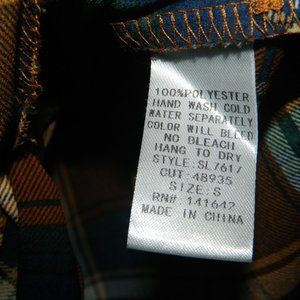 100%POLYESTER
HAND WASH COLD
WATER SEPARATELY
COLOR WILL BLEED
NO BLEACH
HANG TO DRY
STYLE:SL7617
CUT:48935
SIZE:S
RN# 141642
MADE IN CHINA